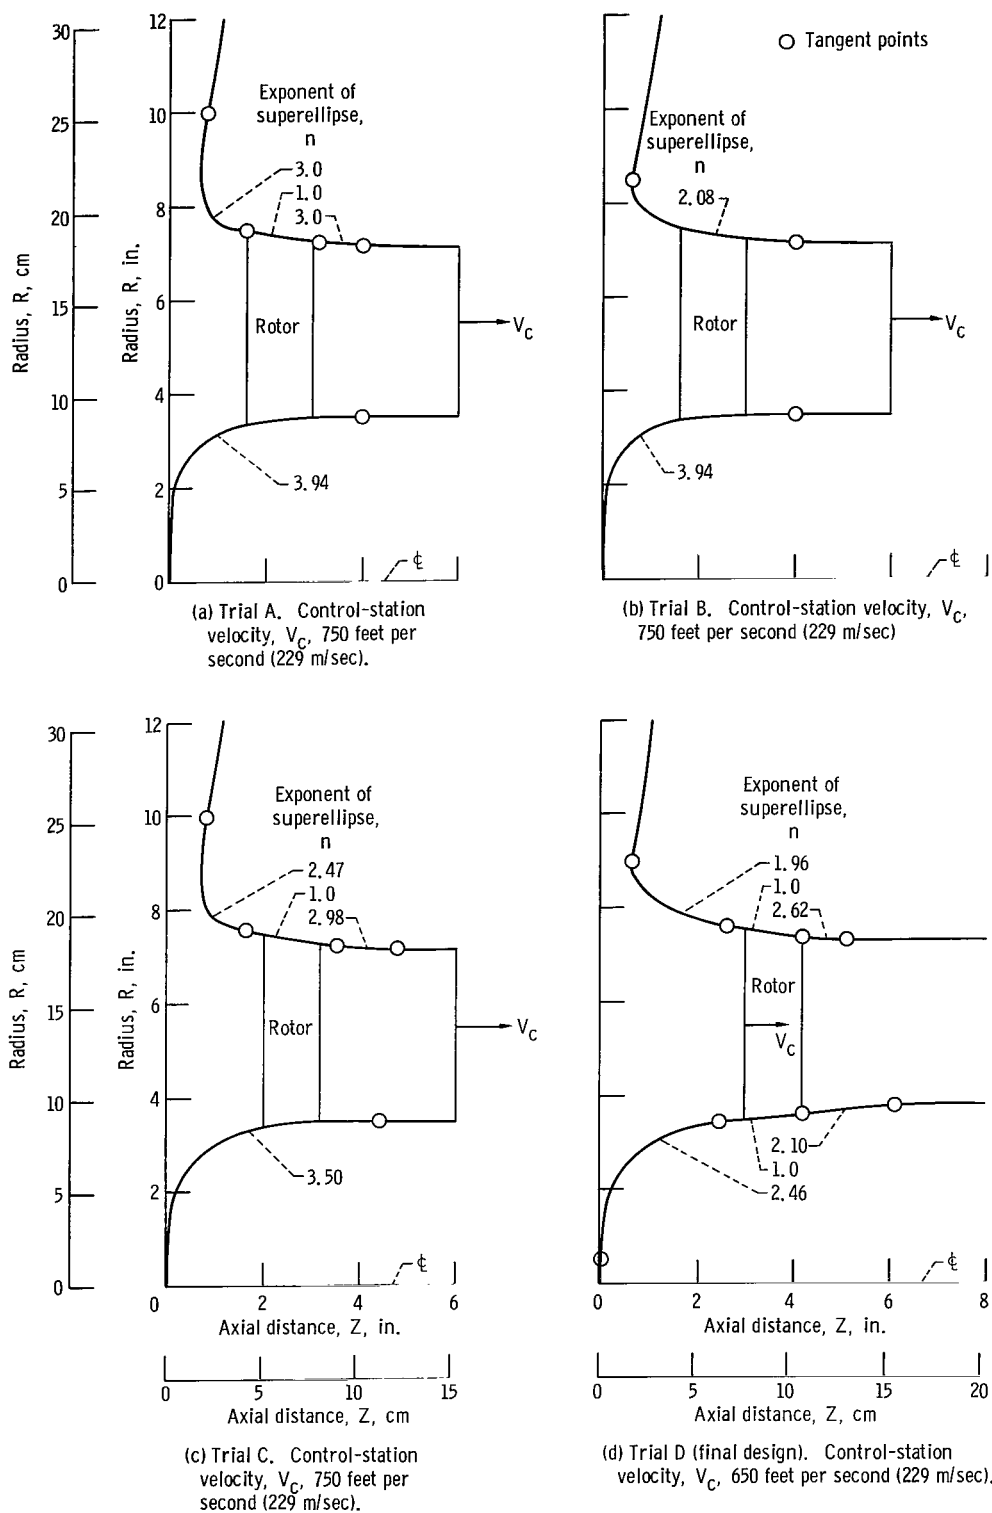 Radius, R, cm
30
25
20
15
10
5
0
Radius, R, in.
12
10
8
6
4
2
0
Exponent of
superellipse,
n
3.0
1.0
3.0
Rotor
V_c
3.94
℄
(a) Trial A. Control-station
velocity, V_c, 750 feet per
second (229 m/sec).
Tangent points
Exponent of
superellipse,
n
2.08
Rotor
V_c
3.94
℄
(b) Trial B. Control-station velocity, V_c,
750 feet per second (229 m/sec)
Radius, R, cm
30
25
20
15
10
5
0
Radius, R, in.
12
10
8
6
4
2
Exponent of
superellipse,
n
2.47
1.0
2.98
Rotor
V_c
3.50
℄
0 2 4 6
Axial distance, Z, in.
0 5 10 15
Axial distance, Z, cm
(c) Trial C. Control-station
velocity, V_c, 750 feet per
second (229 m/sec).
Exponent of
superellipse,
n
1.96
1.0
2.62
Rotor
V_c
2.10
1.0
2.46
℄
0 2 4 6 8
Axial distance, Z, in.
0 5 10 15 20
Axial distance, Z, cm
(d) Trial D (final design). Control-station
velocity, V_c, 650 feet per second (229 m/sec).